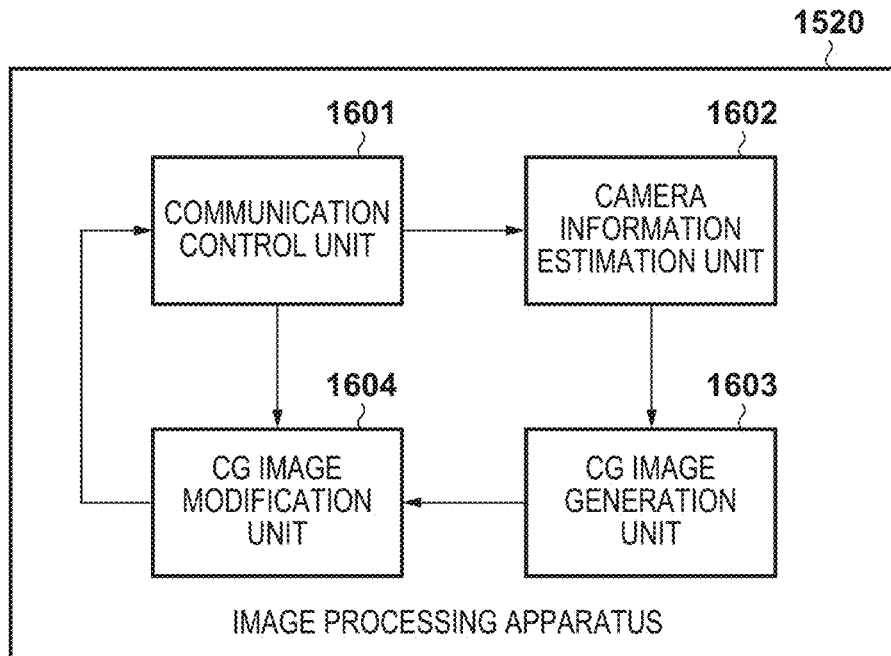 1520
1601
COMMUNICATION
CONTROL UNIT
1602
CAMERA
INFORMATION
ESTIMATION UNIT
1604
CG IMAGE
MODIFICATION
UNIT
1603
CG IMAGE
GENERATION
UNIT
IMAGE PROCESSING APPARATUS